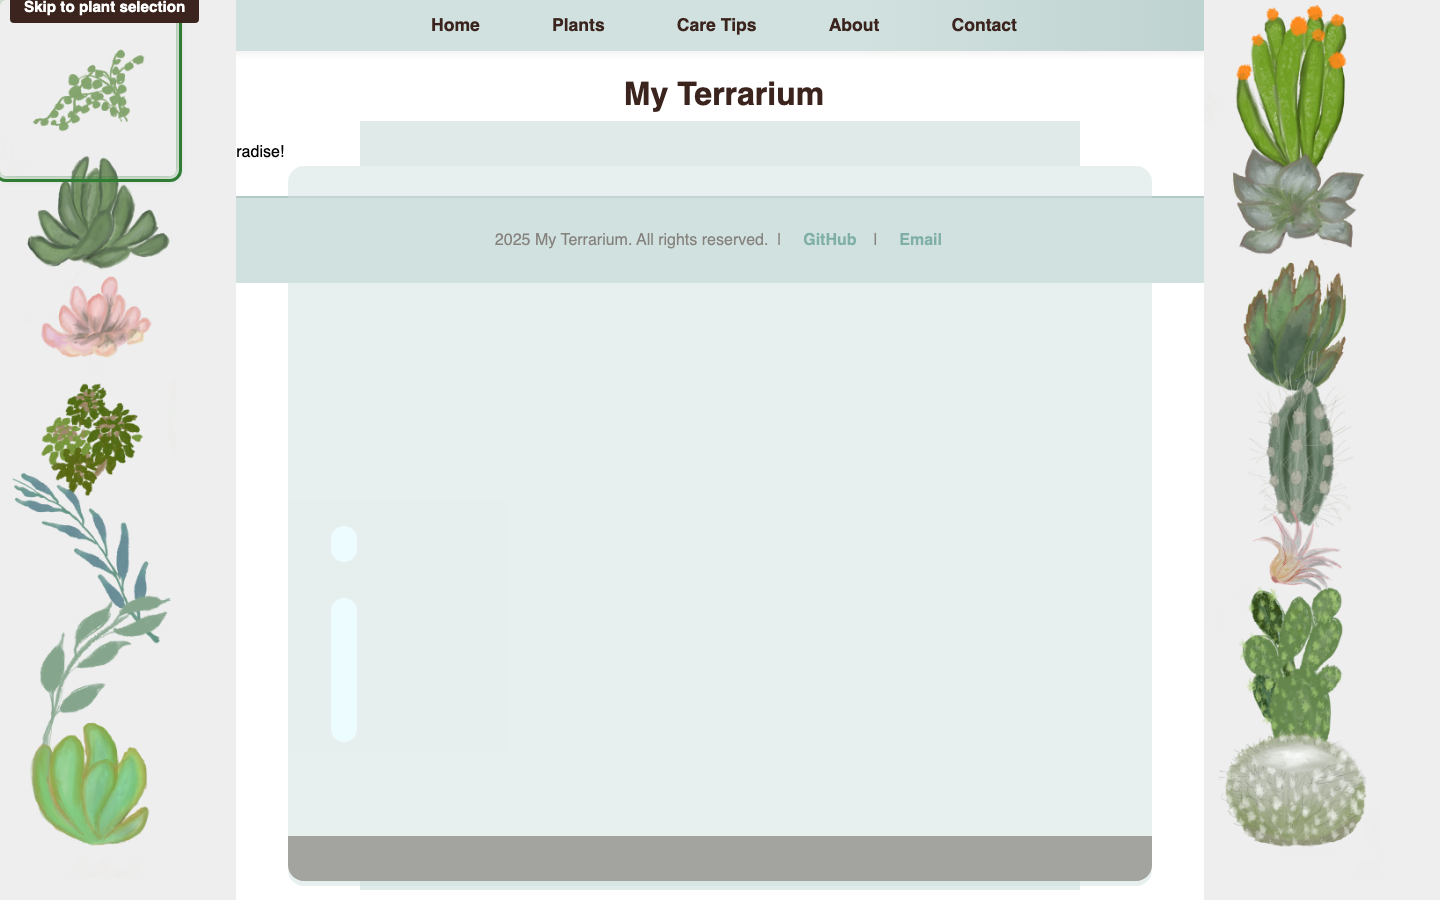 Skip to plant selection
Home Plants Care Tips About Contact
My Terrarium
radise!
2025 My Terrarium. All rights reserved. | GitHub | Email